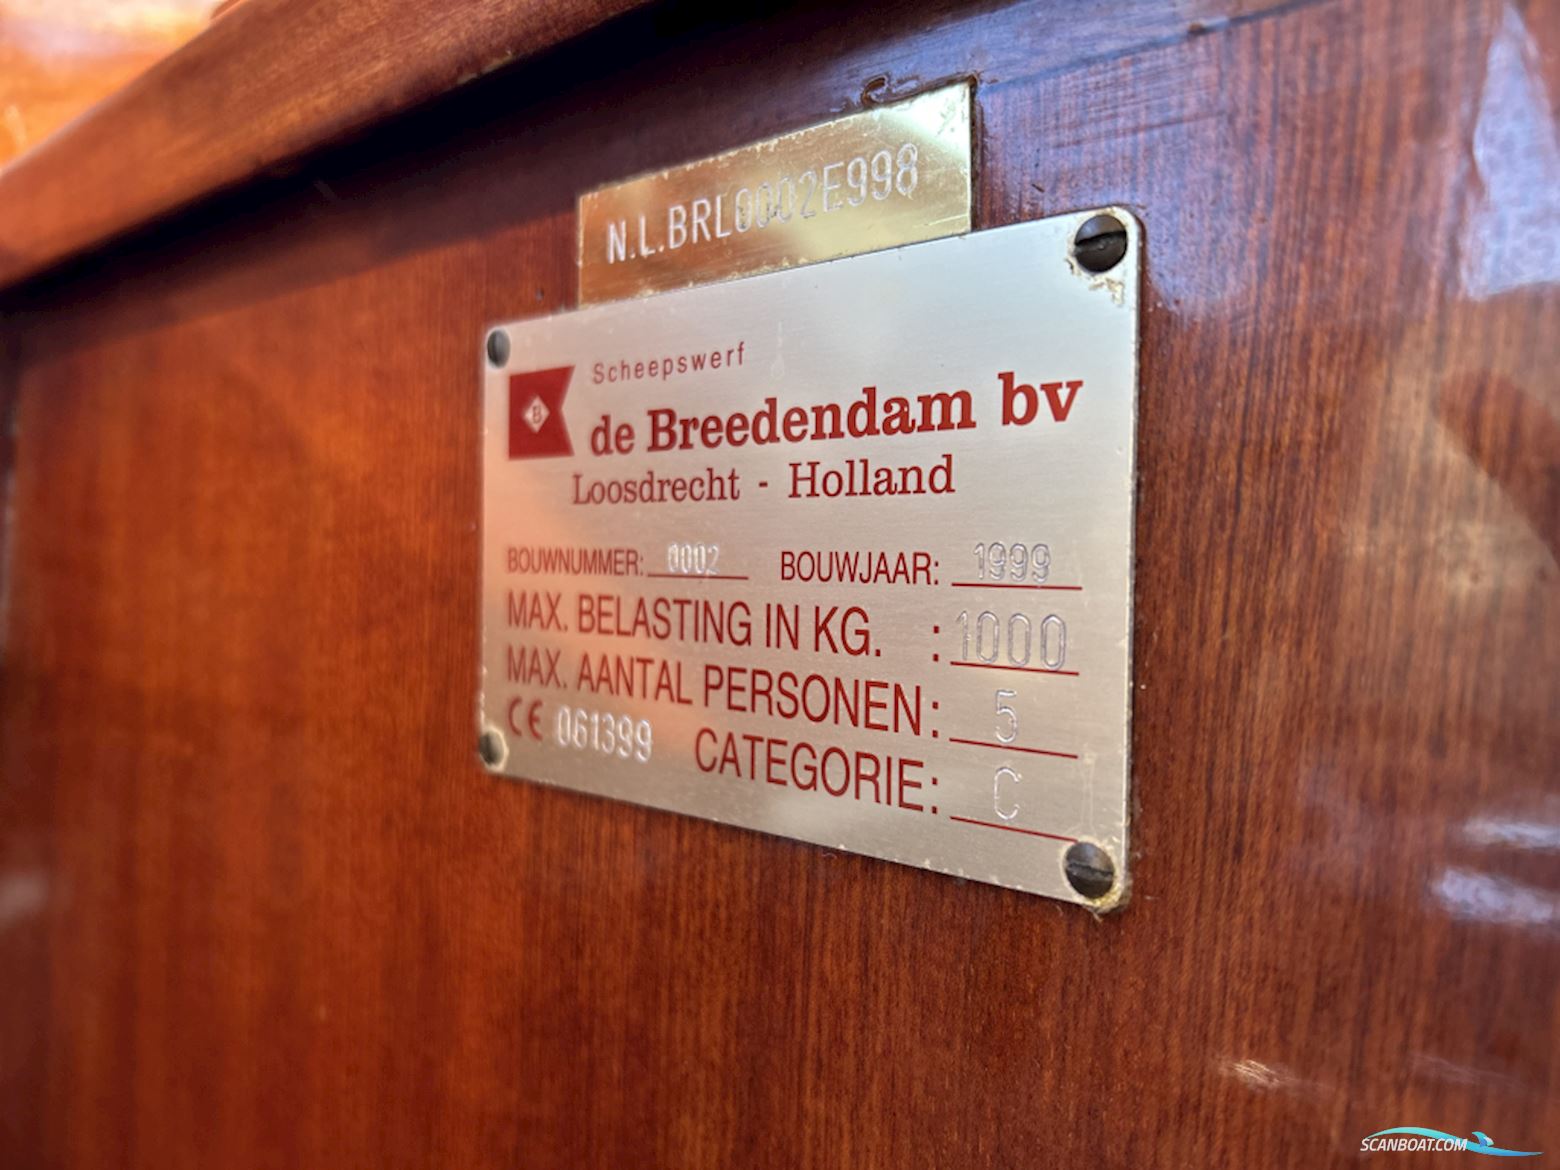 N.L.BRL0002E998
Scheepswerf
B
de Breedendam bv
Loosdrecht - Holland
BOUWNUMMER: 0002 BOUWJAAR: 1999
MAX. BELASTING IN KG. : 1000
MAX. AANTAL PERSONEN: 5
CE 061399 CATEGORIE: C
SCANBOAT.COM